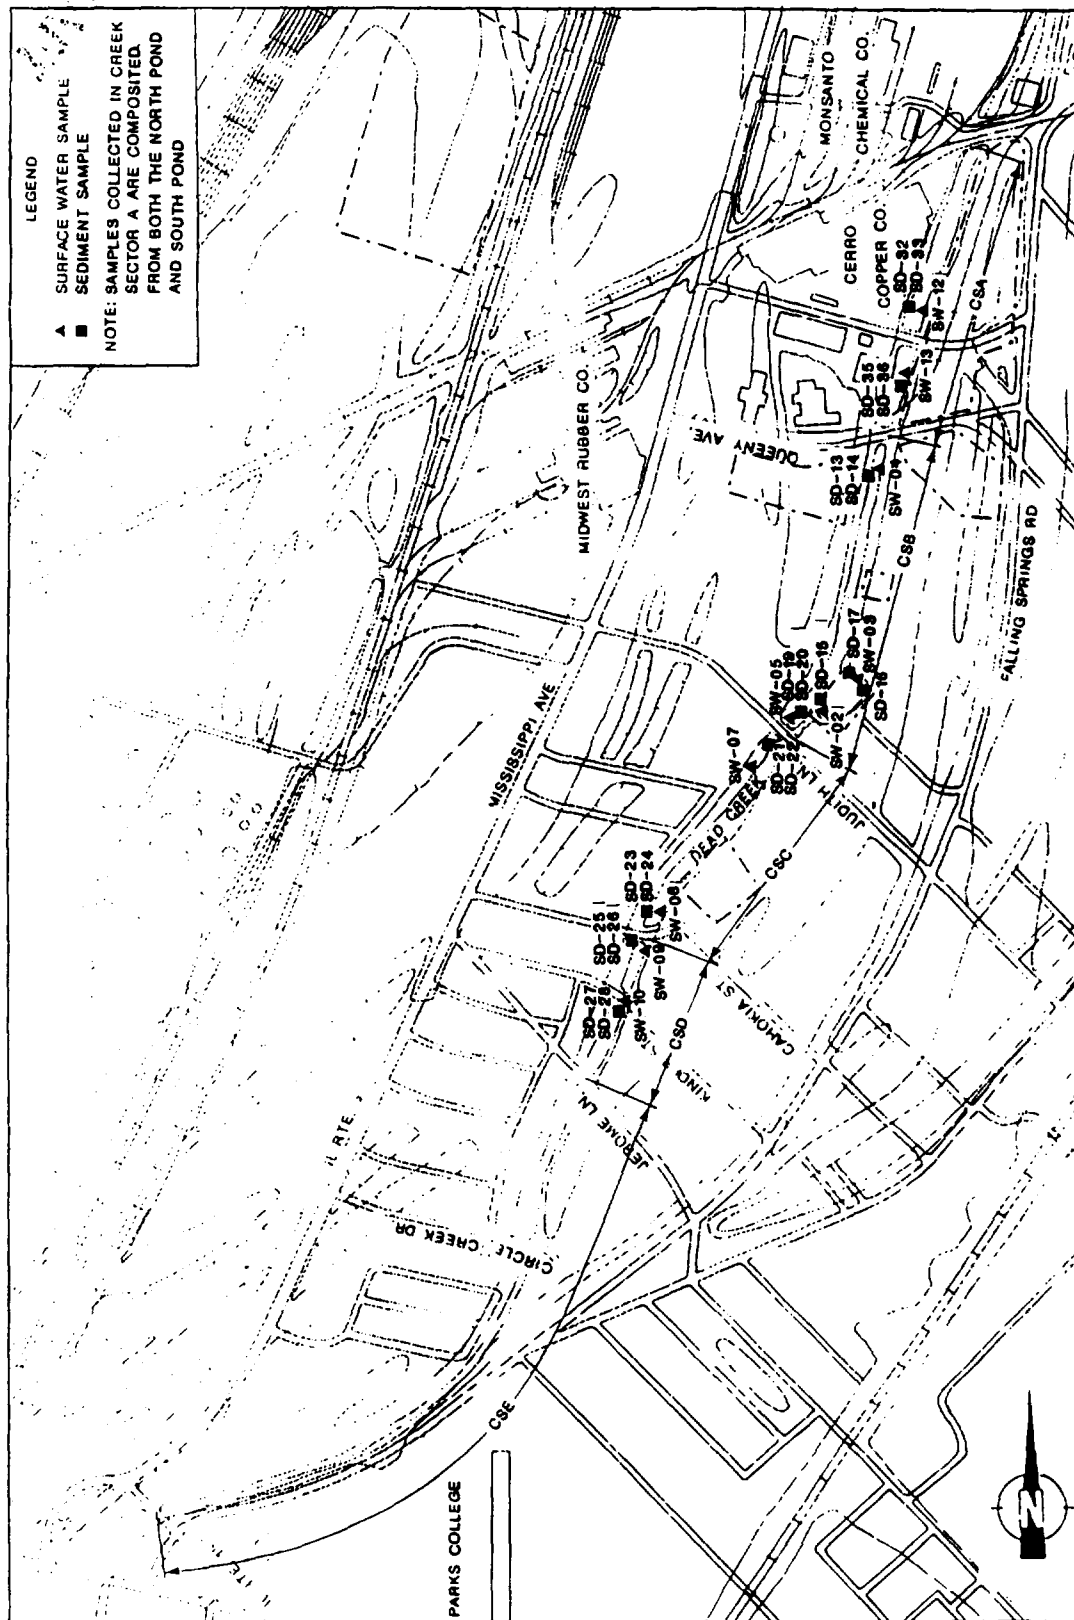 LEGEND
▲ SURFACE WATER SAMPLE
■ SEDIMENT SAMPLE
NOTE: SAMPLES COLLECTED IN CREEK
SECTOR A ARE COMPOSITED
FROM BOTH THE NORTH POND
AND SOUTH POND
MONSANTO
CHEMICAL CO.
CERRO
COPPER CO.
SD-32
SD-33
SW-12
CSA
SD-35
SD-36
SW-13
MIDWEST RUBBER CO.
QUEENY AVE.
SD-13
SD-14
SW-04
CSB
FALLING SPRINGS RD
SW-05
SD-19
SD-20
SD-15
SD-17
SW-03
SD-16
SW-02
MISSISSIPPI AVE
SW-07
SD-21
SD-22
JUDITH LN
DEAD CREEK
CSC
SD-23
SD-24
SW-08
SD-25
SD-26
SW-09
CAHOKIA ST
SD-27
SD-28
SW-10
CSD
JEROME LN.
RTE
CIRCLE CREEK DR
CSE
PARKS COLLEGE
N